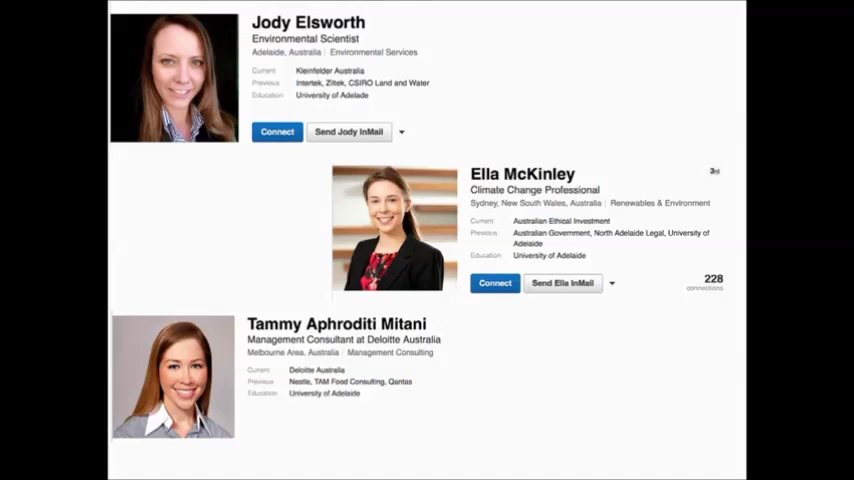 Jody Elsworth
Environmental Scientist
Adelaide, Australia | Environmental Services
Current Kleinfelder Australia
Previous Intertek, Ziltek, CSIRO Land and Water
Education University of Adelade
Connect Send Jody InMail
Ella McKinley 3rd
Climate Change Professional
Sydney, New South Wales, Australia | Renewables & Environment
Current Australian Ethical Investment
Previous Australian Government, North Adelaide Legal, University of
Adelaide
Education University of Adelaide
Connect Send Ella InMail 228
connections
Tammy Aphroditi Mitani
Management Consultant at Deloitte Australia
Melbourne Area, Australia | Management Consulting
Current Deloitte Australia
Previous Nestle, TAM Food Consulting, Qantas
Education University of Adelaide